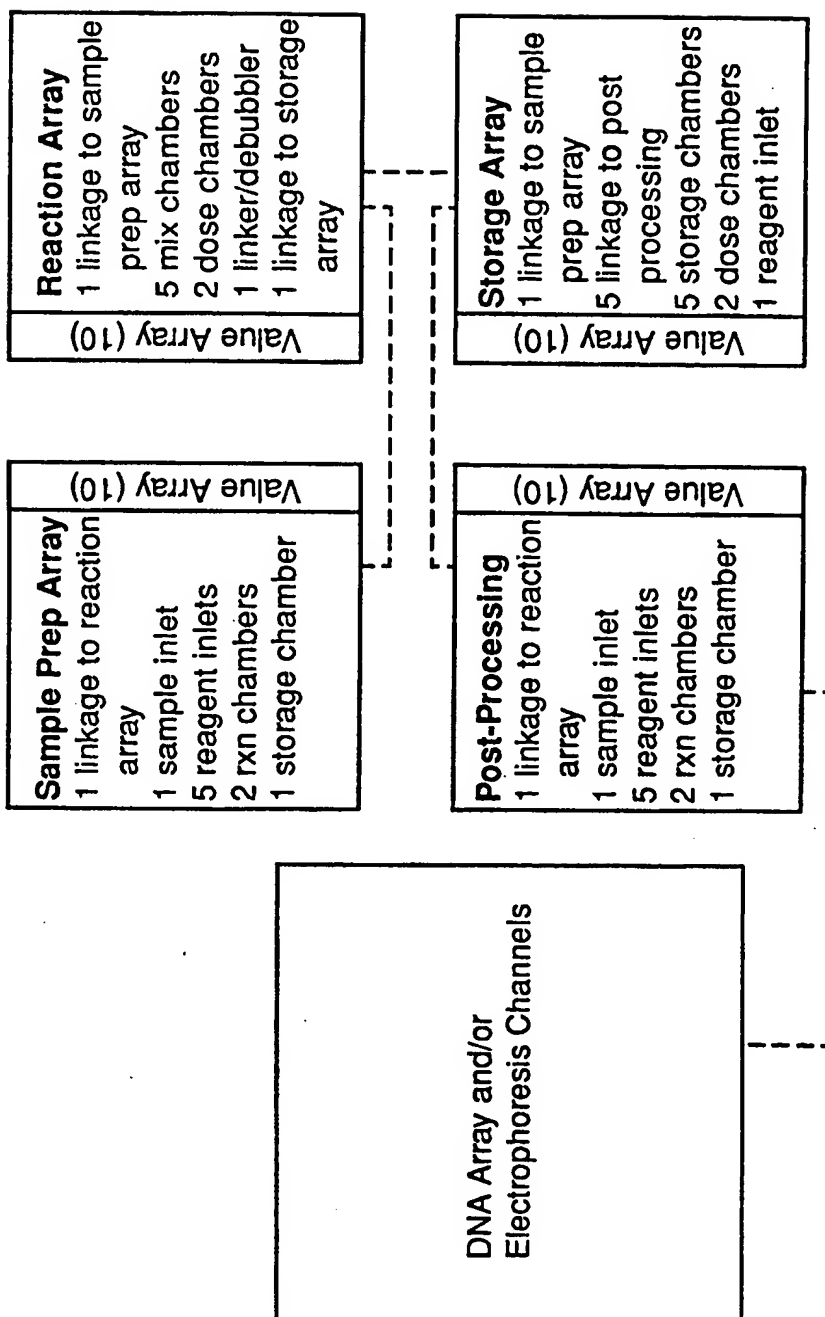 DNA Array and/or
Electrophoresis Channels
Sample Prep Array
1 linkage to reaction
array
1 sample inlet
5 reagent inlets
2 rxn chambers
1 storage chamber
Value Array (10)
Reaction Array
1 linkage to sample
prep array
5 mix chambers
2 dose chambers
1 linker/debubbler
1 linkage to storage
array
Value Array (10)
Post-Processing
1 linkage to reaction
array
1 sample inlet
5 reagent inlets
2 rxn chambers
1 storage chamber
Value Array (10)
Storage Array
1 linkage to sample
prep array
5 linkage to post
processing
5 storage chambers
2 dose chambers
1 reagent inlet
Value Array (10)